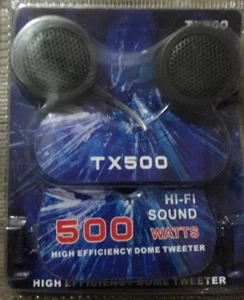 TX500
TX500
HI-FI
SOUND
500 WATTS
HIGH EFFICIENCY DOME TWEETER
HIGH EFFICIENCY DOME TWEETER